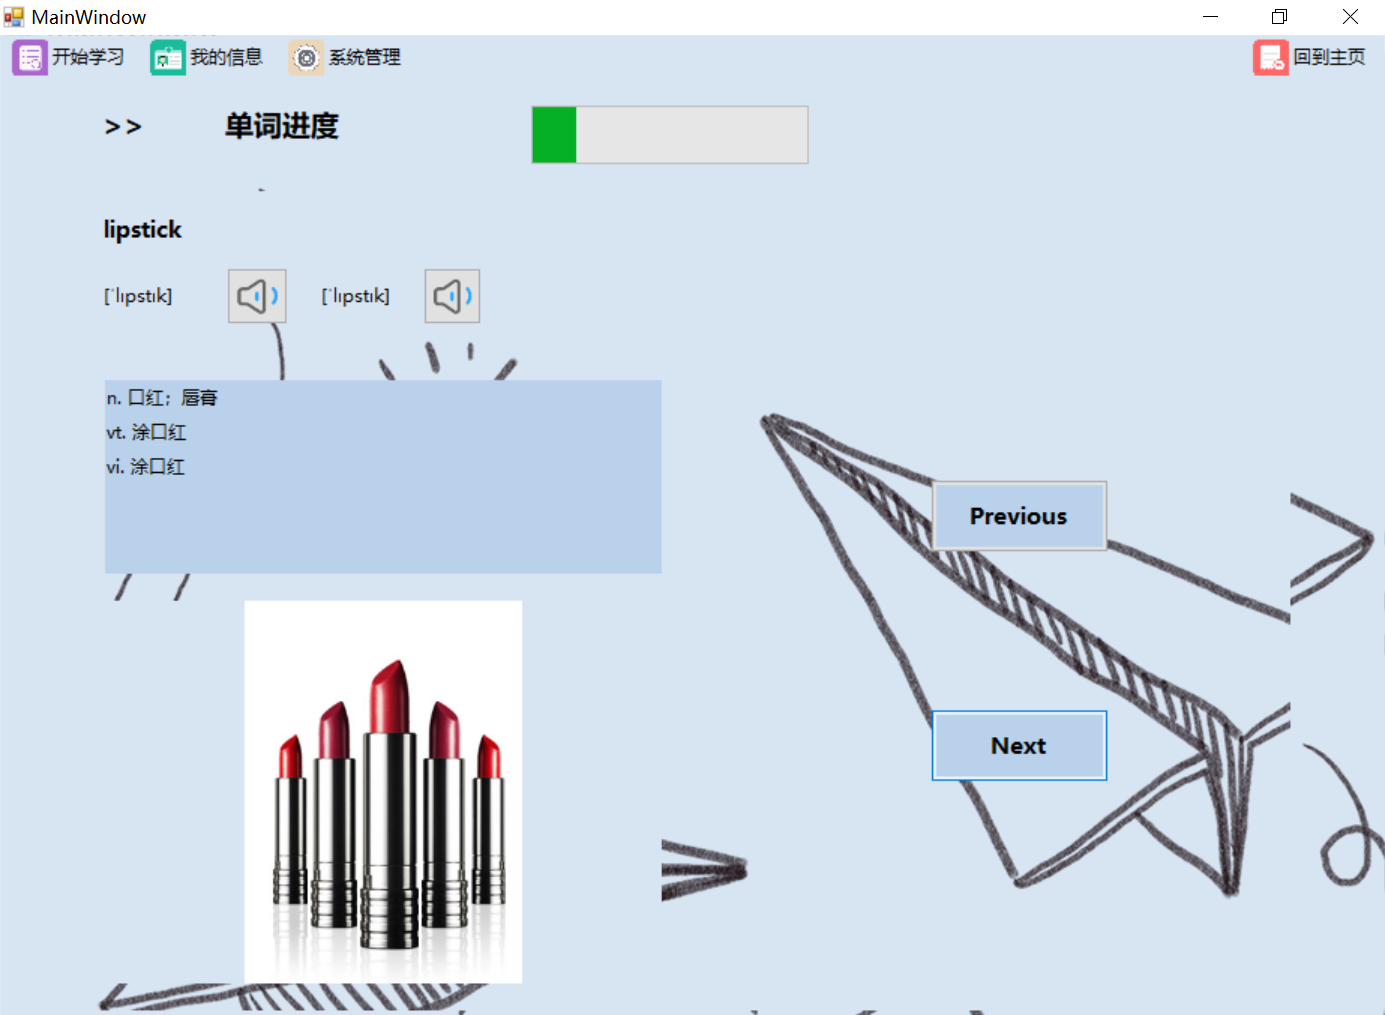 MainWindow
开始学习 我的信息 系统管理 回到主页
>> 单词进度
lipstick
[ˈlɪpstɪk] [ˈlɪpstɪk]
n. 口红；唇膏
vt. 涂口红
vi. 涂口红
Previous
Next